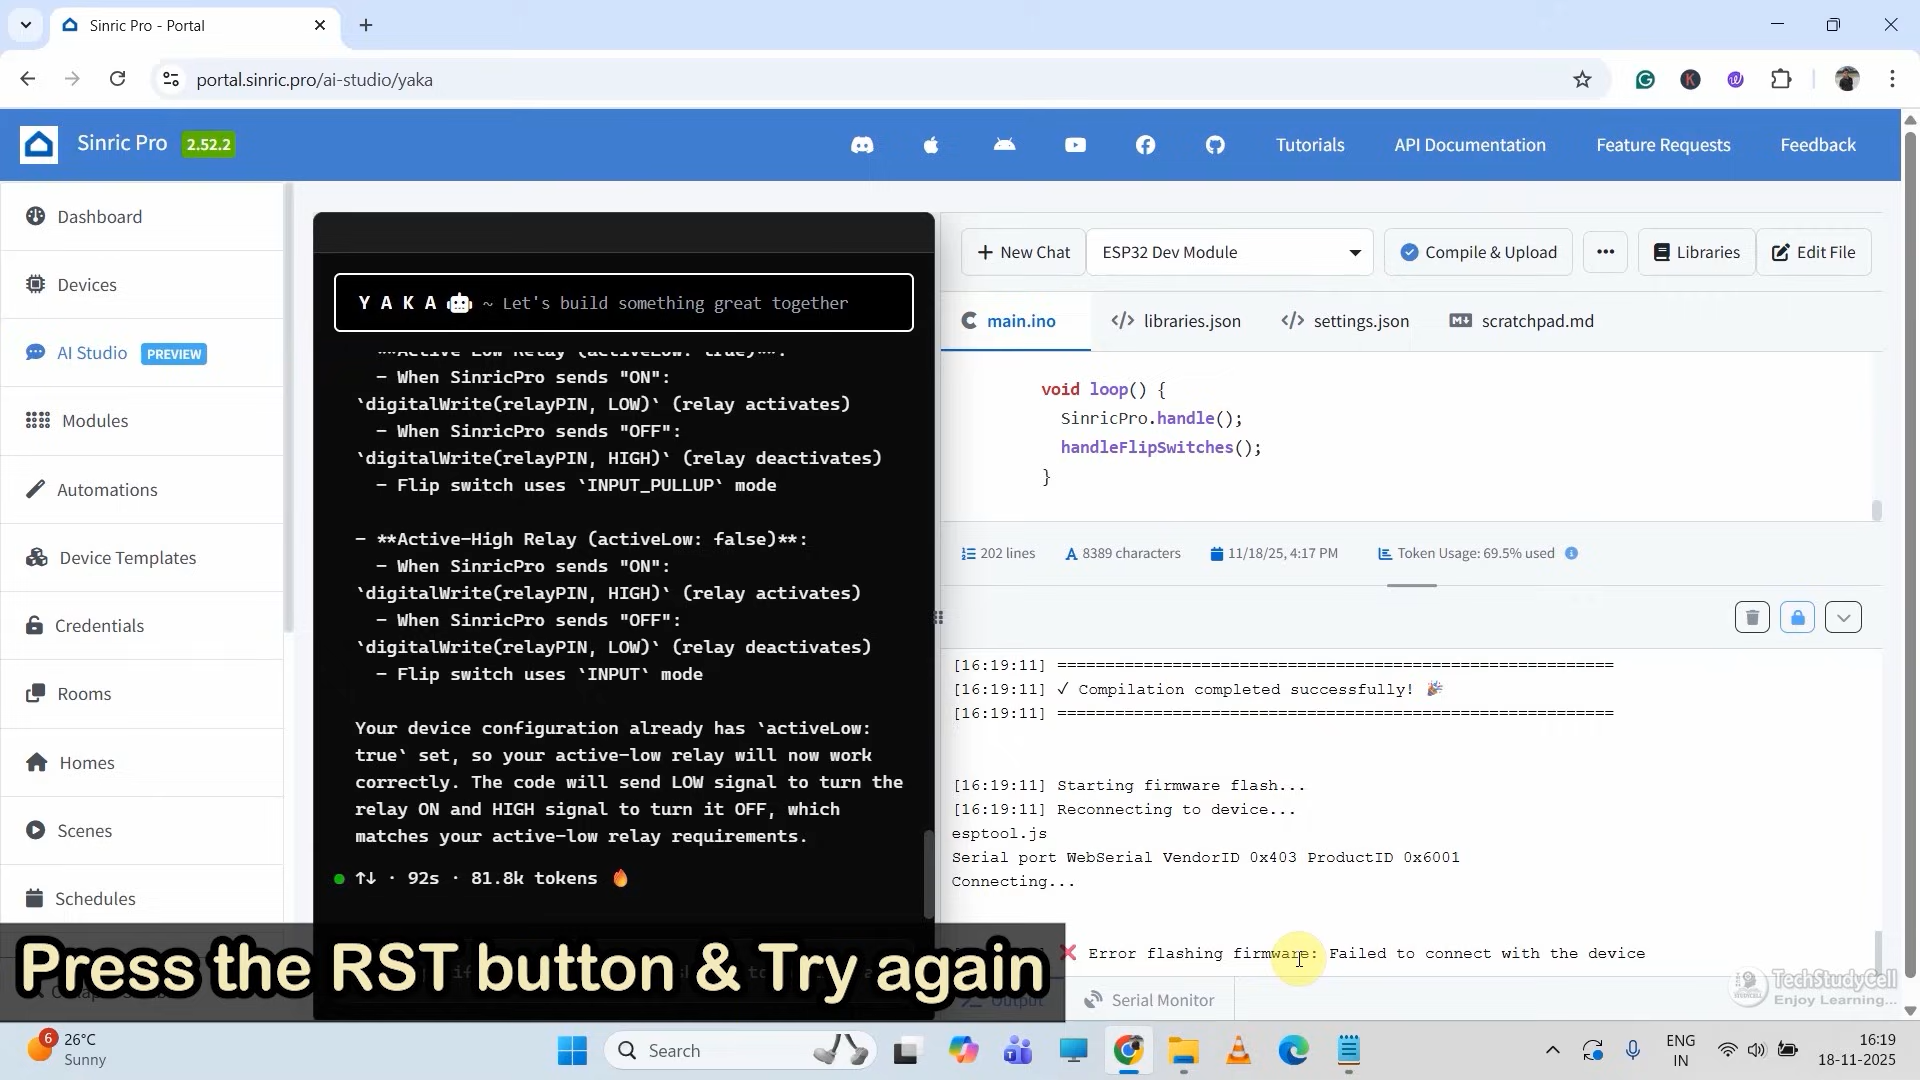 Sinric Pro - Portal
portal.sinric.pro/ai-studio/yaka
Sinric Pro 2.52.2
Tutorials
API Documentation
Feature Requests
Feedback
Dashboard
Devices
AI Studio PREVIEW
Modules
Automations
Device Templates
Credentials
Rooms
Homes
Scenes
Schedules
Y A K A ~ Let's build something great together
**Active-Low Relay (activeLow: true)**:
- When SinricPro sends "ON":
`digitalWrite(relayPIN, LOW)` (relay activates)
- When SinricPro sends "OFF":
`digitalWrite(relayPIN, HIGH)` (relay deactivates)
- Flip switch uses `INPUT_PULLUP` mode
- **Active-High Relay (activeLow: false)**:
- When SinricPro sends "ON":
`digitalWrite(relayPIN, HIGH)` (relay activates)
- When SinricPro sends "OFF":
`digitalWrite(relayPIN, LOW)` (relay deactivates)
- Flip switch uses `INPUT` mode
Your device configuration already has `activeLow:
true` set, so your active-low relay will now work
correctly. The code will send LOW signal to turn the
relay ON and HIGH signal to turn it OFF, which
matches your active-low relay requirements.
↑↓ · 92s · 81.8k tokens 🔥
+ New Chat
ESP32 Dev Module
Compile & Upload
Libraries
Edit File
main.ino
libraries.json
settings.json
scratchpad.md
void loop() {
SinricPro.handle();
handleFlipSwitches();
}
202 lines
8389 characters
11/18/25, 4:17 PM
Token Usage: 69.5% used
[16:19:11] ==========================================================
[16:19:11] ✓ Compilation completed successfully! 🎉
[16:19:11] ==========================================================
[16:19:11] Starting firmware flash...
[16:19:11] Reconnecting to device...
esptool.js
Serial port WebSerial VendorID 0x403 ProductID 0x6001
Connecting...
❌ Error flashing firmware: Failed to connect with the device
Output
Serial Monitor
Press the RST button & Try again
TechStudyCell
Enjoy Learning...
6
26°C
Sunny
Search
ENG
IN
16:19
18-11-2025